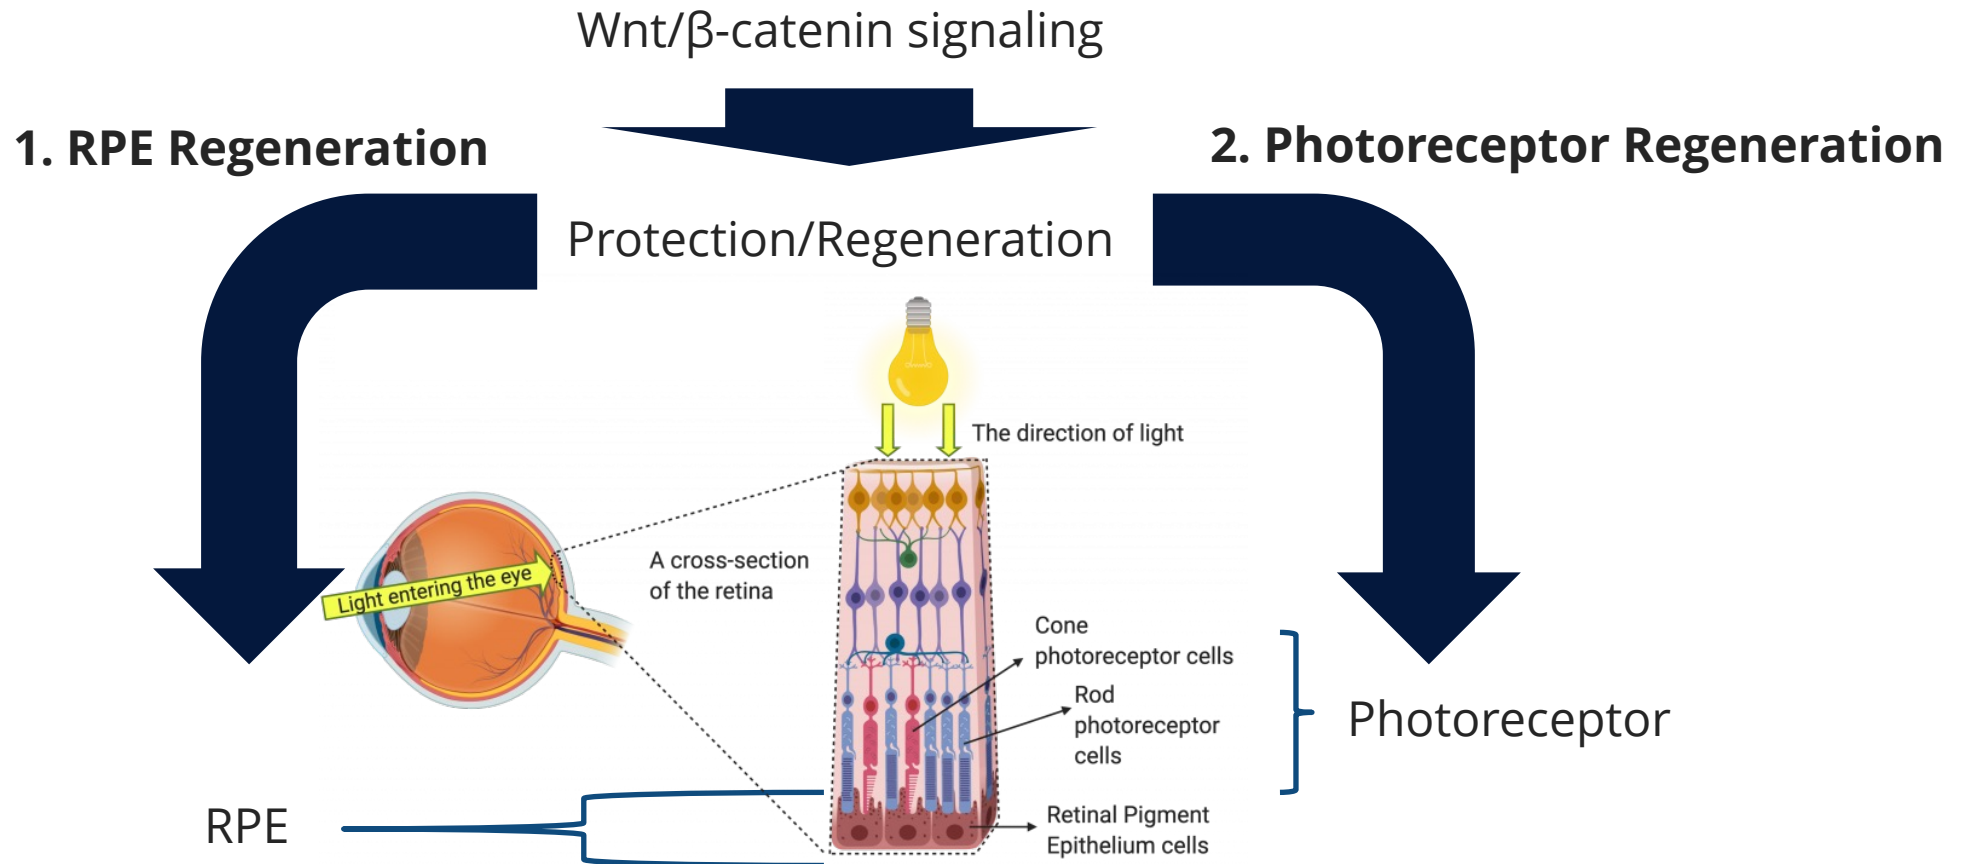 Wnt/β-catenin signaling
1. RPE Regeneration
2. Photoreceptor Regeneration
Protection/Regeneration
The direction of light
Light entering the eye
A cross-section
of the retina
Cone
photoreceptor cells
Rod
photoreceptor
cells
Photoreceptor
RPE
Retinal Pigment
Epithelium cells